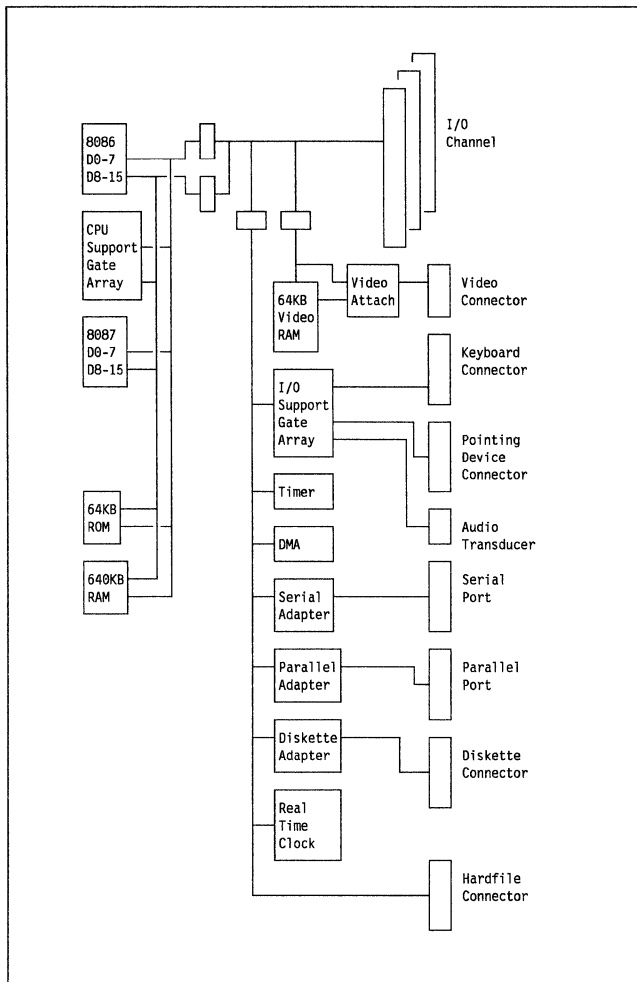 8086
D0-7
D8-15
CPU
Support
Gate
Array
8087
D0-7
D8-15
64KB
ROM
640KB
RAM
64KB
Video
RAM
Video
Attach
I/O
Support
Gate
Array
Timer
DMA
Serial
Adapter
Parallel
Adapter
Diskette
Adapter
Real
Time
Clock
I/O
Channel
Video
Connector
Keyboard
Connector
Pointing
Device
Connector
Audio
Transducer
Serial
Port
Parallel
Port
Diskette
Connector
Hardfile
Connector